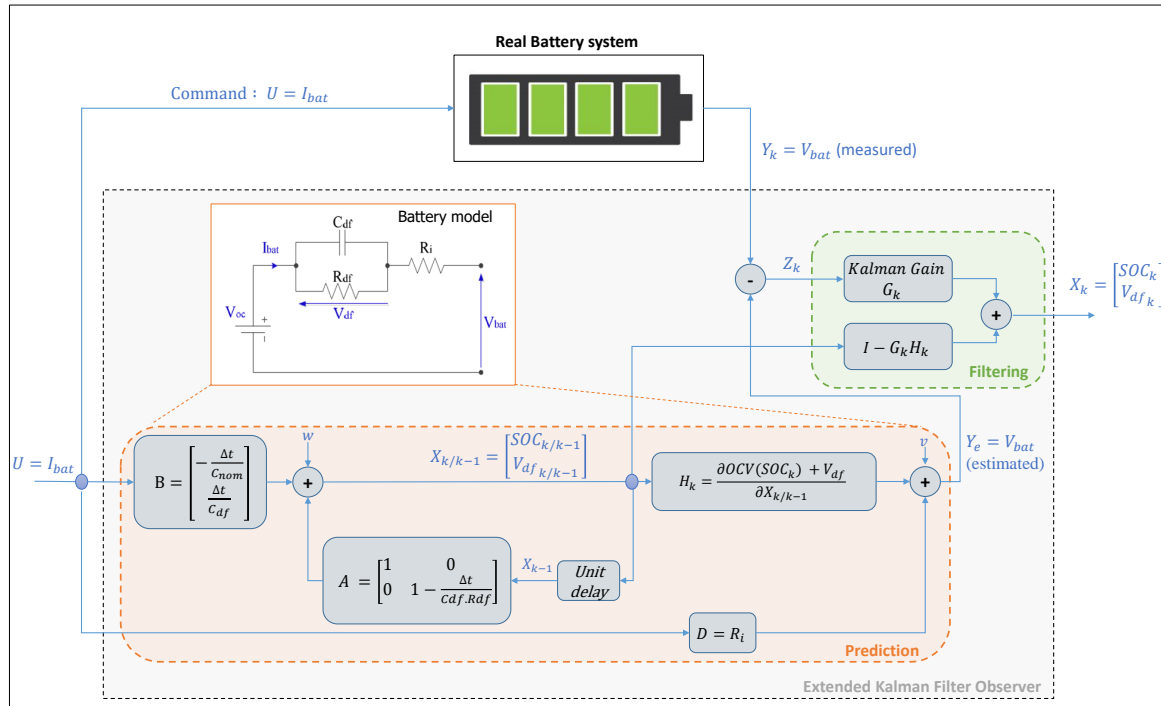 Real Battery system
Command : U = I_bat
Y_k = V_bat (measured)
Battery model
C_df
I_bat
R_i
R_df
V_df
V_oc
+
V_bat
Z_k
-
Kalman Gain
G_k
+
X_k = [SOC_k
V_df_k]
I − G_k H_k
Filtering
U = I_bat
B = [− Δt/C_nom
Δt/C_df]
w
+
X_k/k−1 = [SOC_k/k−1
V_df_k/k−1]
H_k = ∂OCV(SOC_k) + V_df / ∂X_k/k−1
v
+
Y_e = V_bat
(estimated)
A = [1 0
0 1 − Δt/Cdf.Rdf]
X_k−1
Unit
delay
D = R_i
Prediction
Extended Kalman Filter Observer